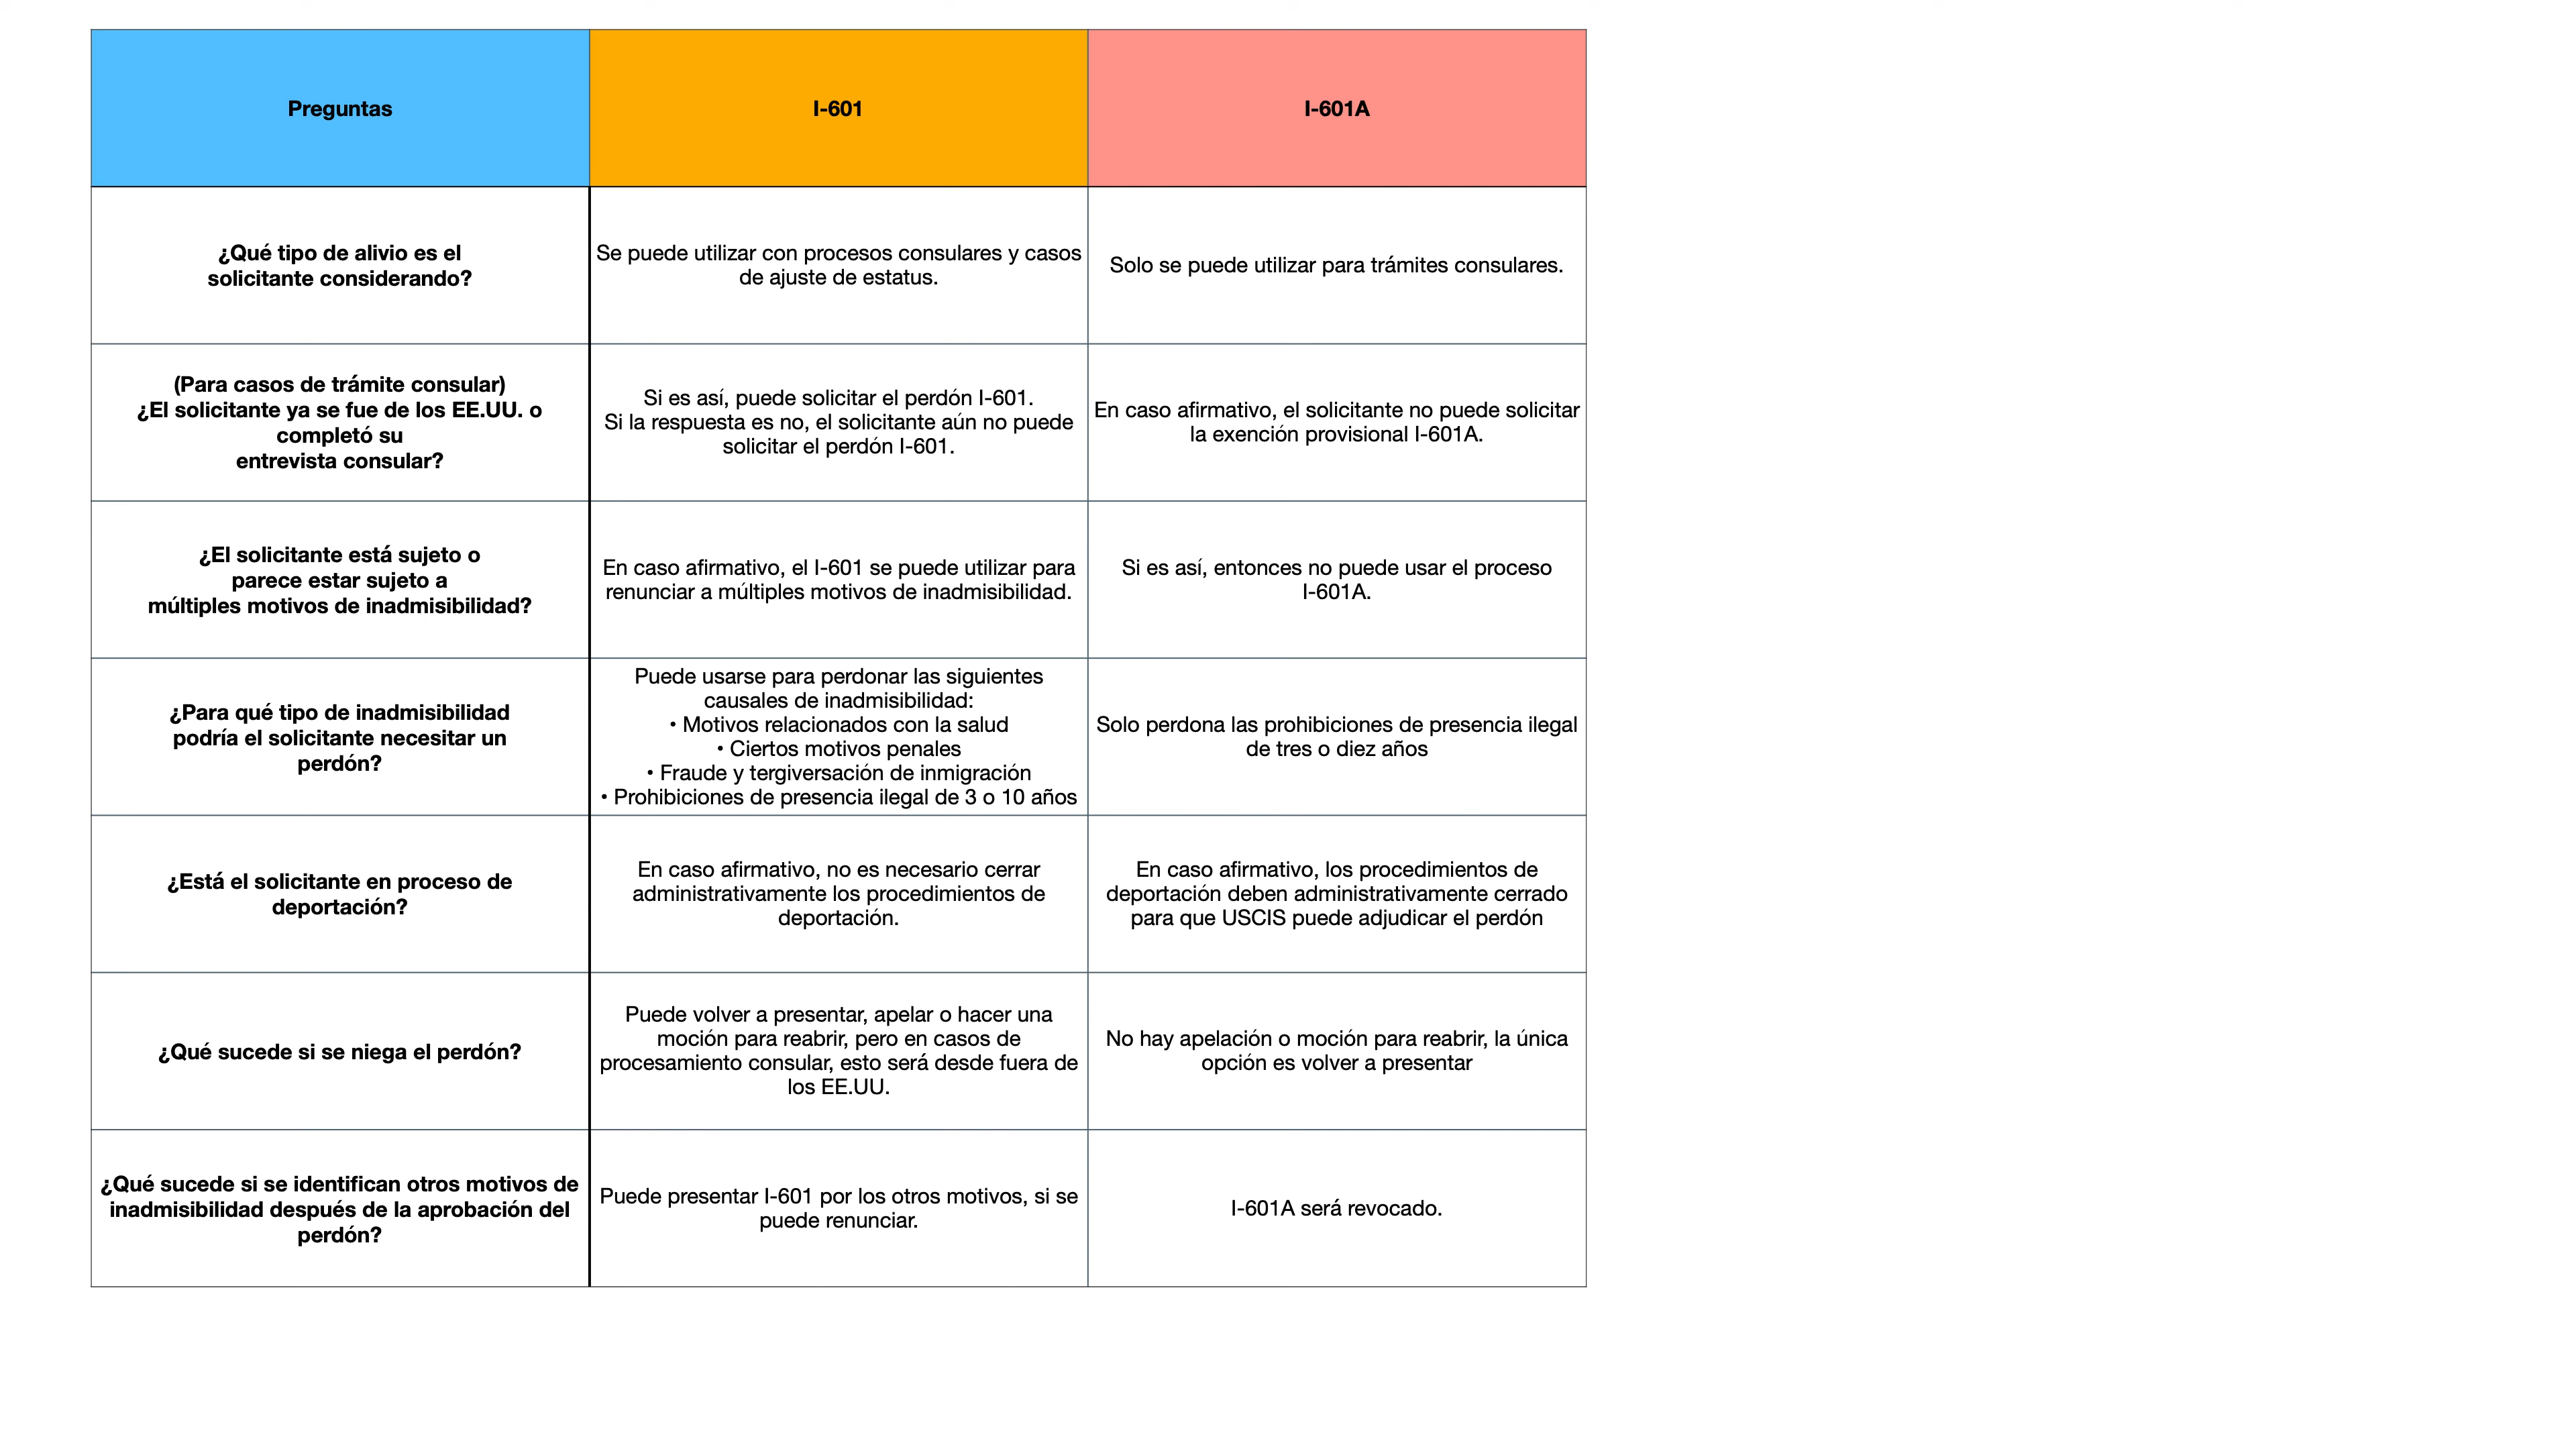 Preguntas
I-601
I-601A
¿Qué tipo de alivio es el
solicitante considerando?
Se puede utilizar con procesos consulares y casos
de ajuste de estatus.
Solo se puede utilizar para trámites consulares.
(Para casos de trámite consular)
¿El solicitante ya se fue de los EE.UU. o
completó su
entrevista consular?
Si es así, puede solicitar el perdón I-601.
Si la respuesta es no, el solicitante aún no puede
solicitar el perdón I-601.
En caso afirmativo, el solicitante no puede solicitar
la exención provisional I-601A.
¿El solicitante está sujeto o
parece estar sujeto a
múltiples motivos de inadmisibilidad?
En caso afirmativo, el I-601 se puede utilizar para
renunciar a múltiples motivos de inadmisibilidad.
Si es así, entonces no puede usar el proceso
I-601A.
¿Para qué tipo de inadmisibilidad
podría el solicitante necesitar un
perdón?
Puede usarse para perdonar las siguientes
causales de inadmisibilidad:
• Motivos relacionados con la salud
• Ciertos motivos penales
• Fraude y tergiversación de inmigración
• Prohibiciones de presencia ilegal de 3 o 10 años
Solo perdona las prohibiciones de presencia ilegal
de tres o diez años
¿Está el solicitante en proceso de
deportación?
En caso afirmativo, no es necesario cerrar
administrativamente los procedimientos de
deportación.
En caso afirmativo, los procedimientos de
deportación deben administrativamente cerrado
para que USCIS puede adjudicar el perdón
¿Qué sucede si se niega el perdón?
Puede volver a presentar, apelar o hacer una
moción para reabrir, pero en casos de
procesamiento consular, esto será desde fuera de
los EE.UU.
No hay apelación o moción para reabrir, la única
opción es volver a presentar
¿Qué sucede si se identifican otros motivos de
inadmisibilidad después de la aprobación del
perdón?
Puede presentar I-601 por los otros motivos, si se
puede renunciar.
I-601A será revocado.